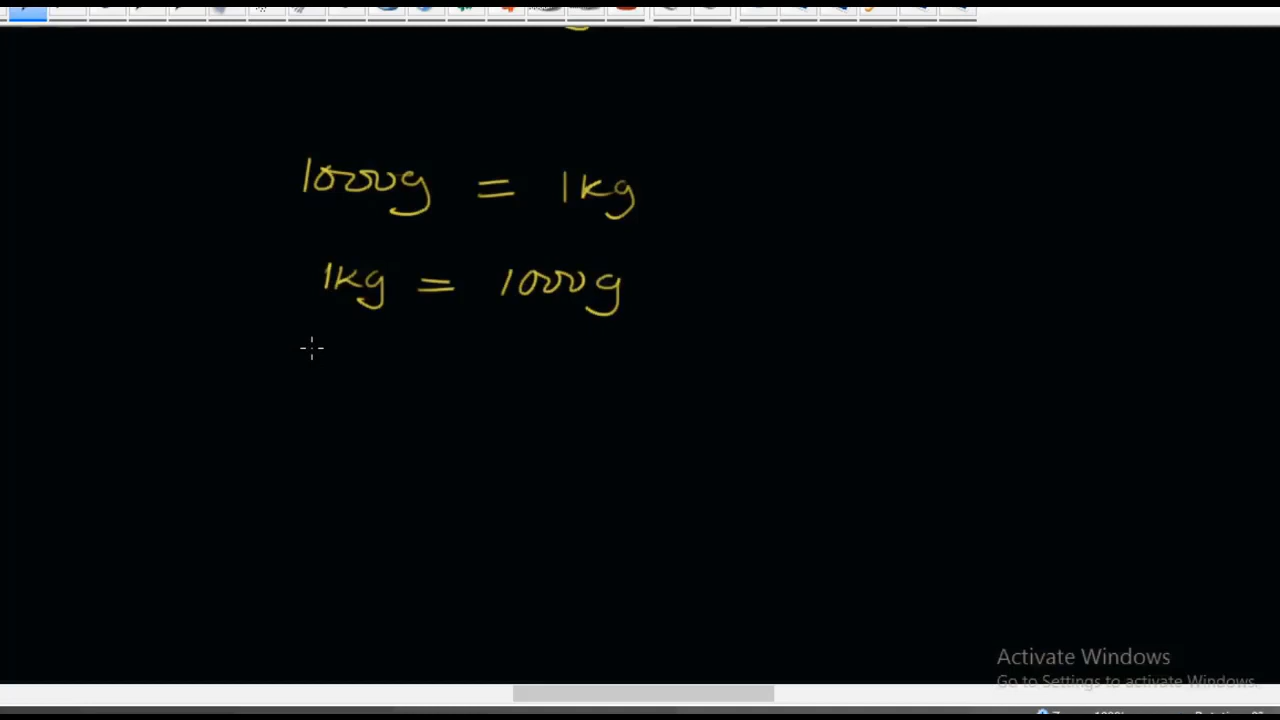 1000g = 1kg
1kg = 1000g
Activate Windows
Go to Settings to activate Windows.